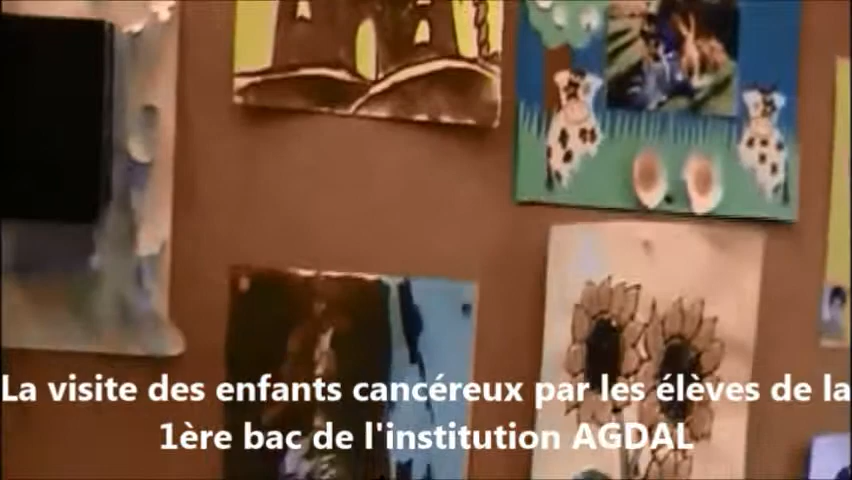 La visite des enfants cancéreux par les élèves de la
1ère bac de l'institution AGDAL